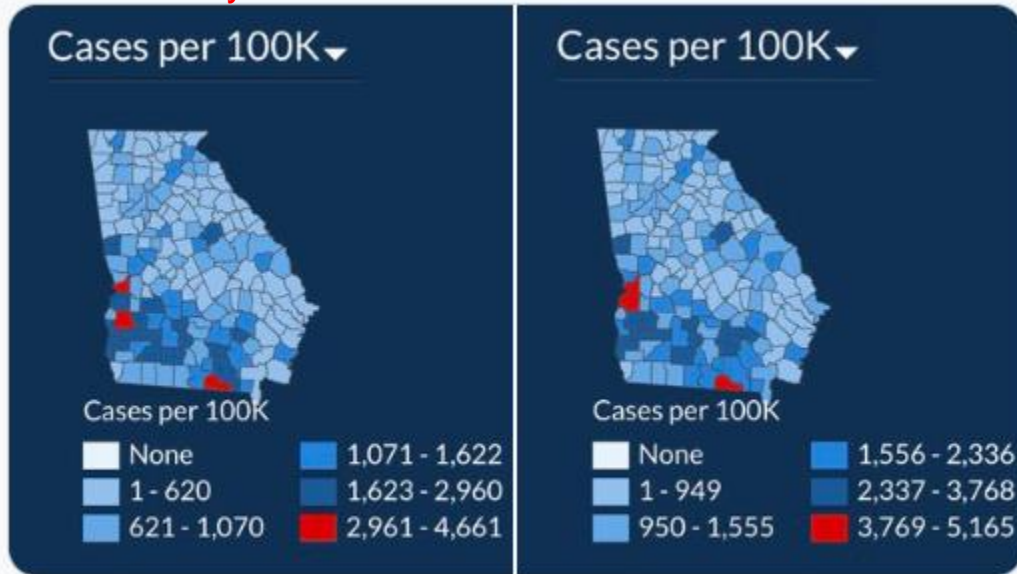 Cases per 100K
Cases per 100K
None
1 - 620
621 - 1,070
1,071 - 1,622
1,623 - 2,960
2,961 - 4,661
Cases per 100K
Cases per 100K
None
1 - 949
950 - 1,555
1,556 - 2,336
2,337 - 3,768
3,769 - 5,165